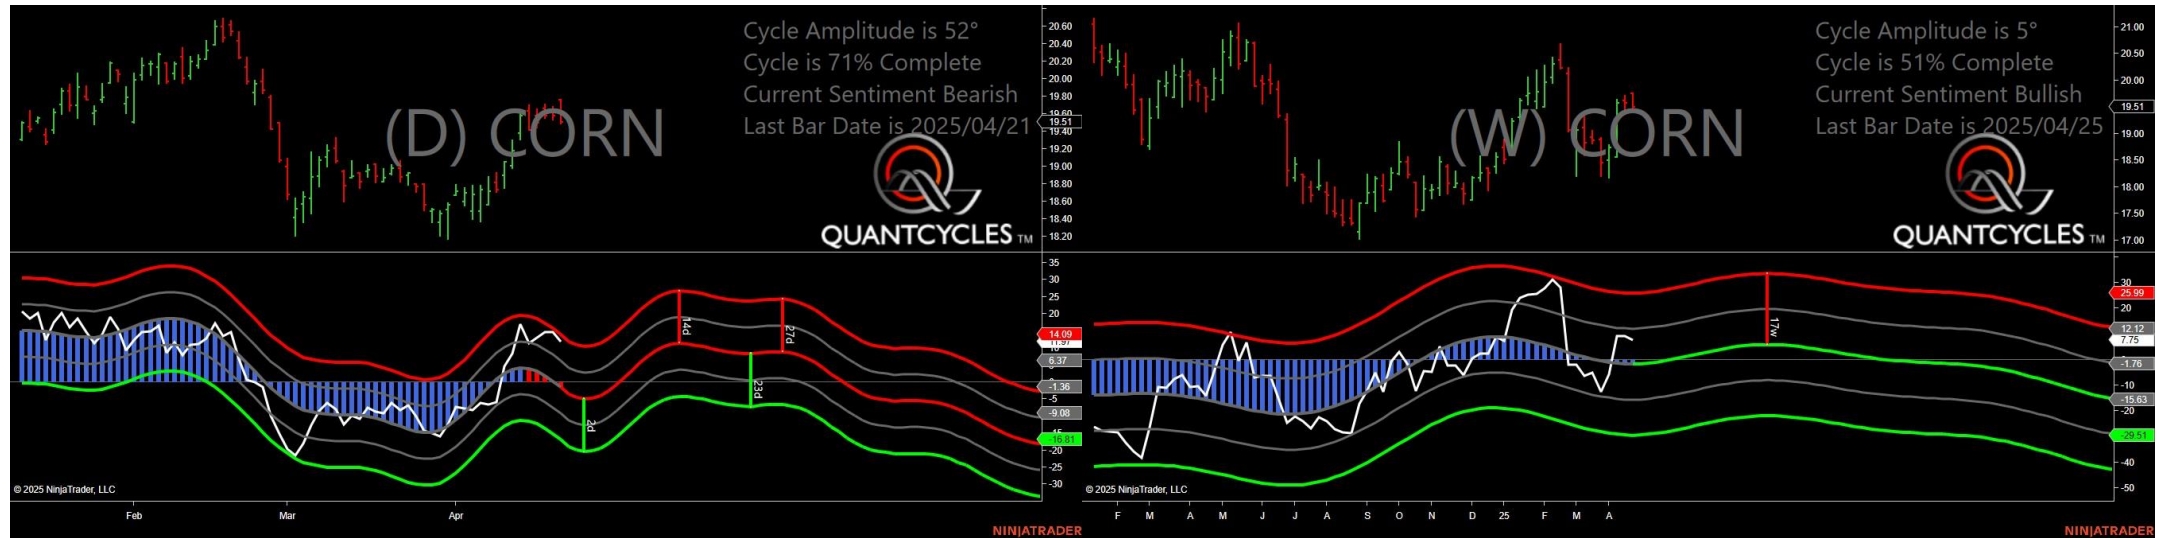 Cycle Amplitude is 52°
Cycle is 71% Complete
Current Sentiment Bearish
Last Bar Date is 2025/04/21
(D) CORN
QUANTCYCLES TM
20.60
20.40
20.20
20.00
19.80
19.60
19.51
19.40
19.20
19.00
18.80
18.60
18.40
18.20
35
30
25
20
14.09
11.97
6.37
-1.36
-5
-9.08
-15
-16.81
-20
-25
-30
14d
27d
23d
2d
© 2025 NinjaTrader, LLC
Feb Mar Apr
NINJATRADER
Cycle Amplitude is 5°
Cycle is 51% Complete
Current Sentiment Bullish
Last Bar Date is 2025/04/25
(W) CORN
QUANTCYCLES TM
21.00
20.50
20.00
19.51
19.00
18.50
18.00
17.50
17.00
30
25.99
20
12.12
7.75
-1.76
-10
-15.63
-20
-29.51
-40
-50
17w
© 2025 NinjaTrader, LLC
F M A M J J A S O N D 25 F M A
NINJATRADER